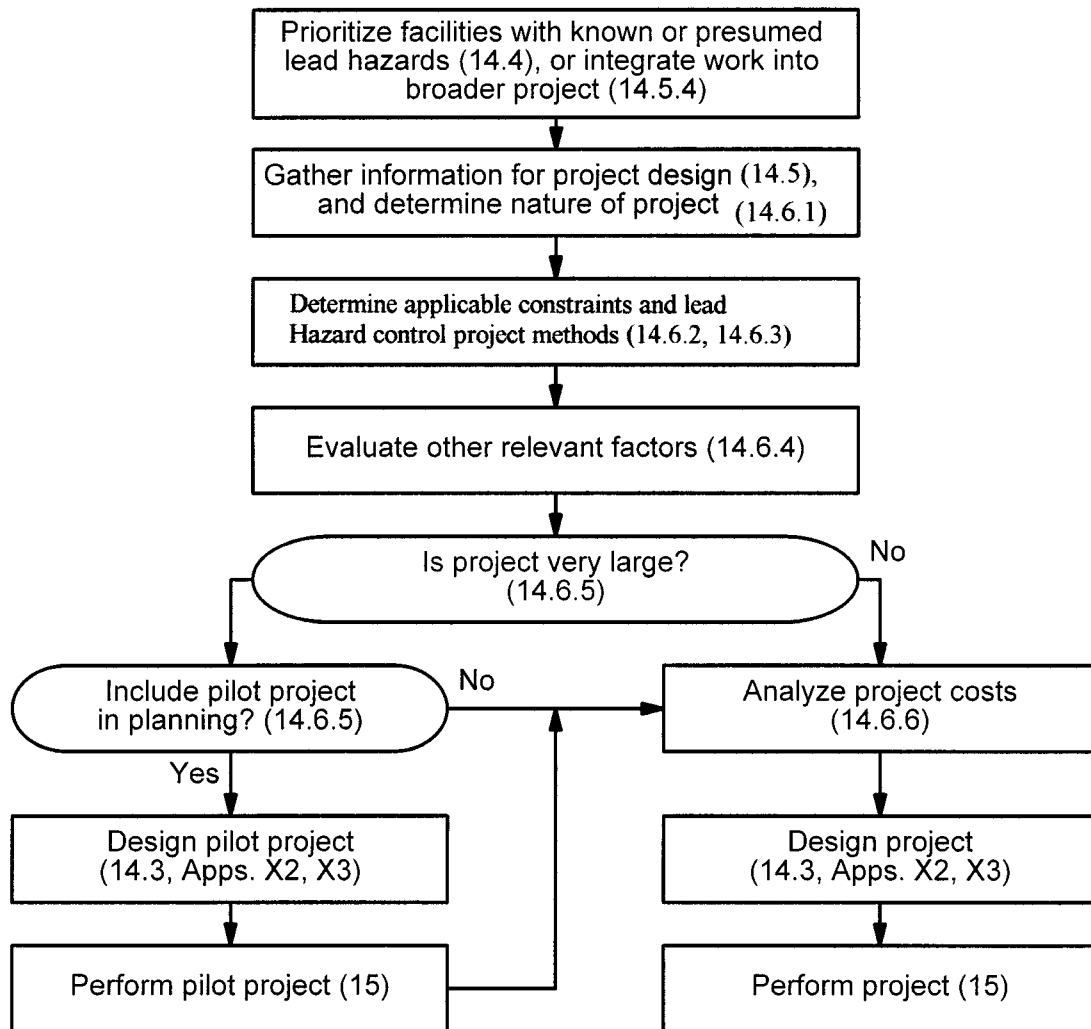 Prioritize facilities with known or presumed
lead hazards (14.4), or integrate work into
broader project (14.5.4)
Gather information for project design (14.5),
and determine nature of project (14.6.1)
Determine applicable constraints and lead
Hazard control project methods (14.6.2, 14.6.3)
Evaluate other relevant factors (14.6.4)
Is project very large?
(14.6.5)
No
Include pilot project
in planning? (14.6.5)
No
Analyze project costs
(14.6.6)
Yes
Design pilot project
(14.3, Apps. X2, X3)
Design project
(14.3, Apps. X2, X3)
Perform pilot project (15)
Perform project (15)